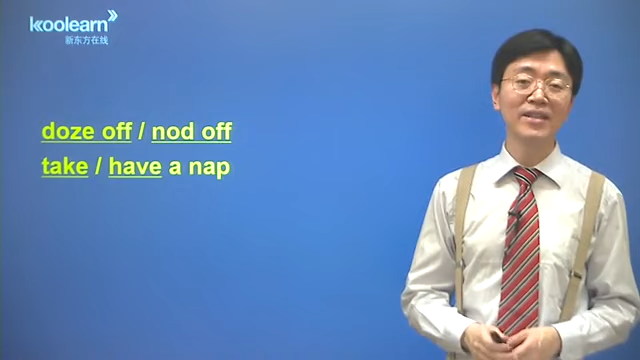 koolearn
新东方在线
doze off / nod off
take / have a nap